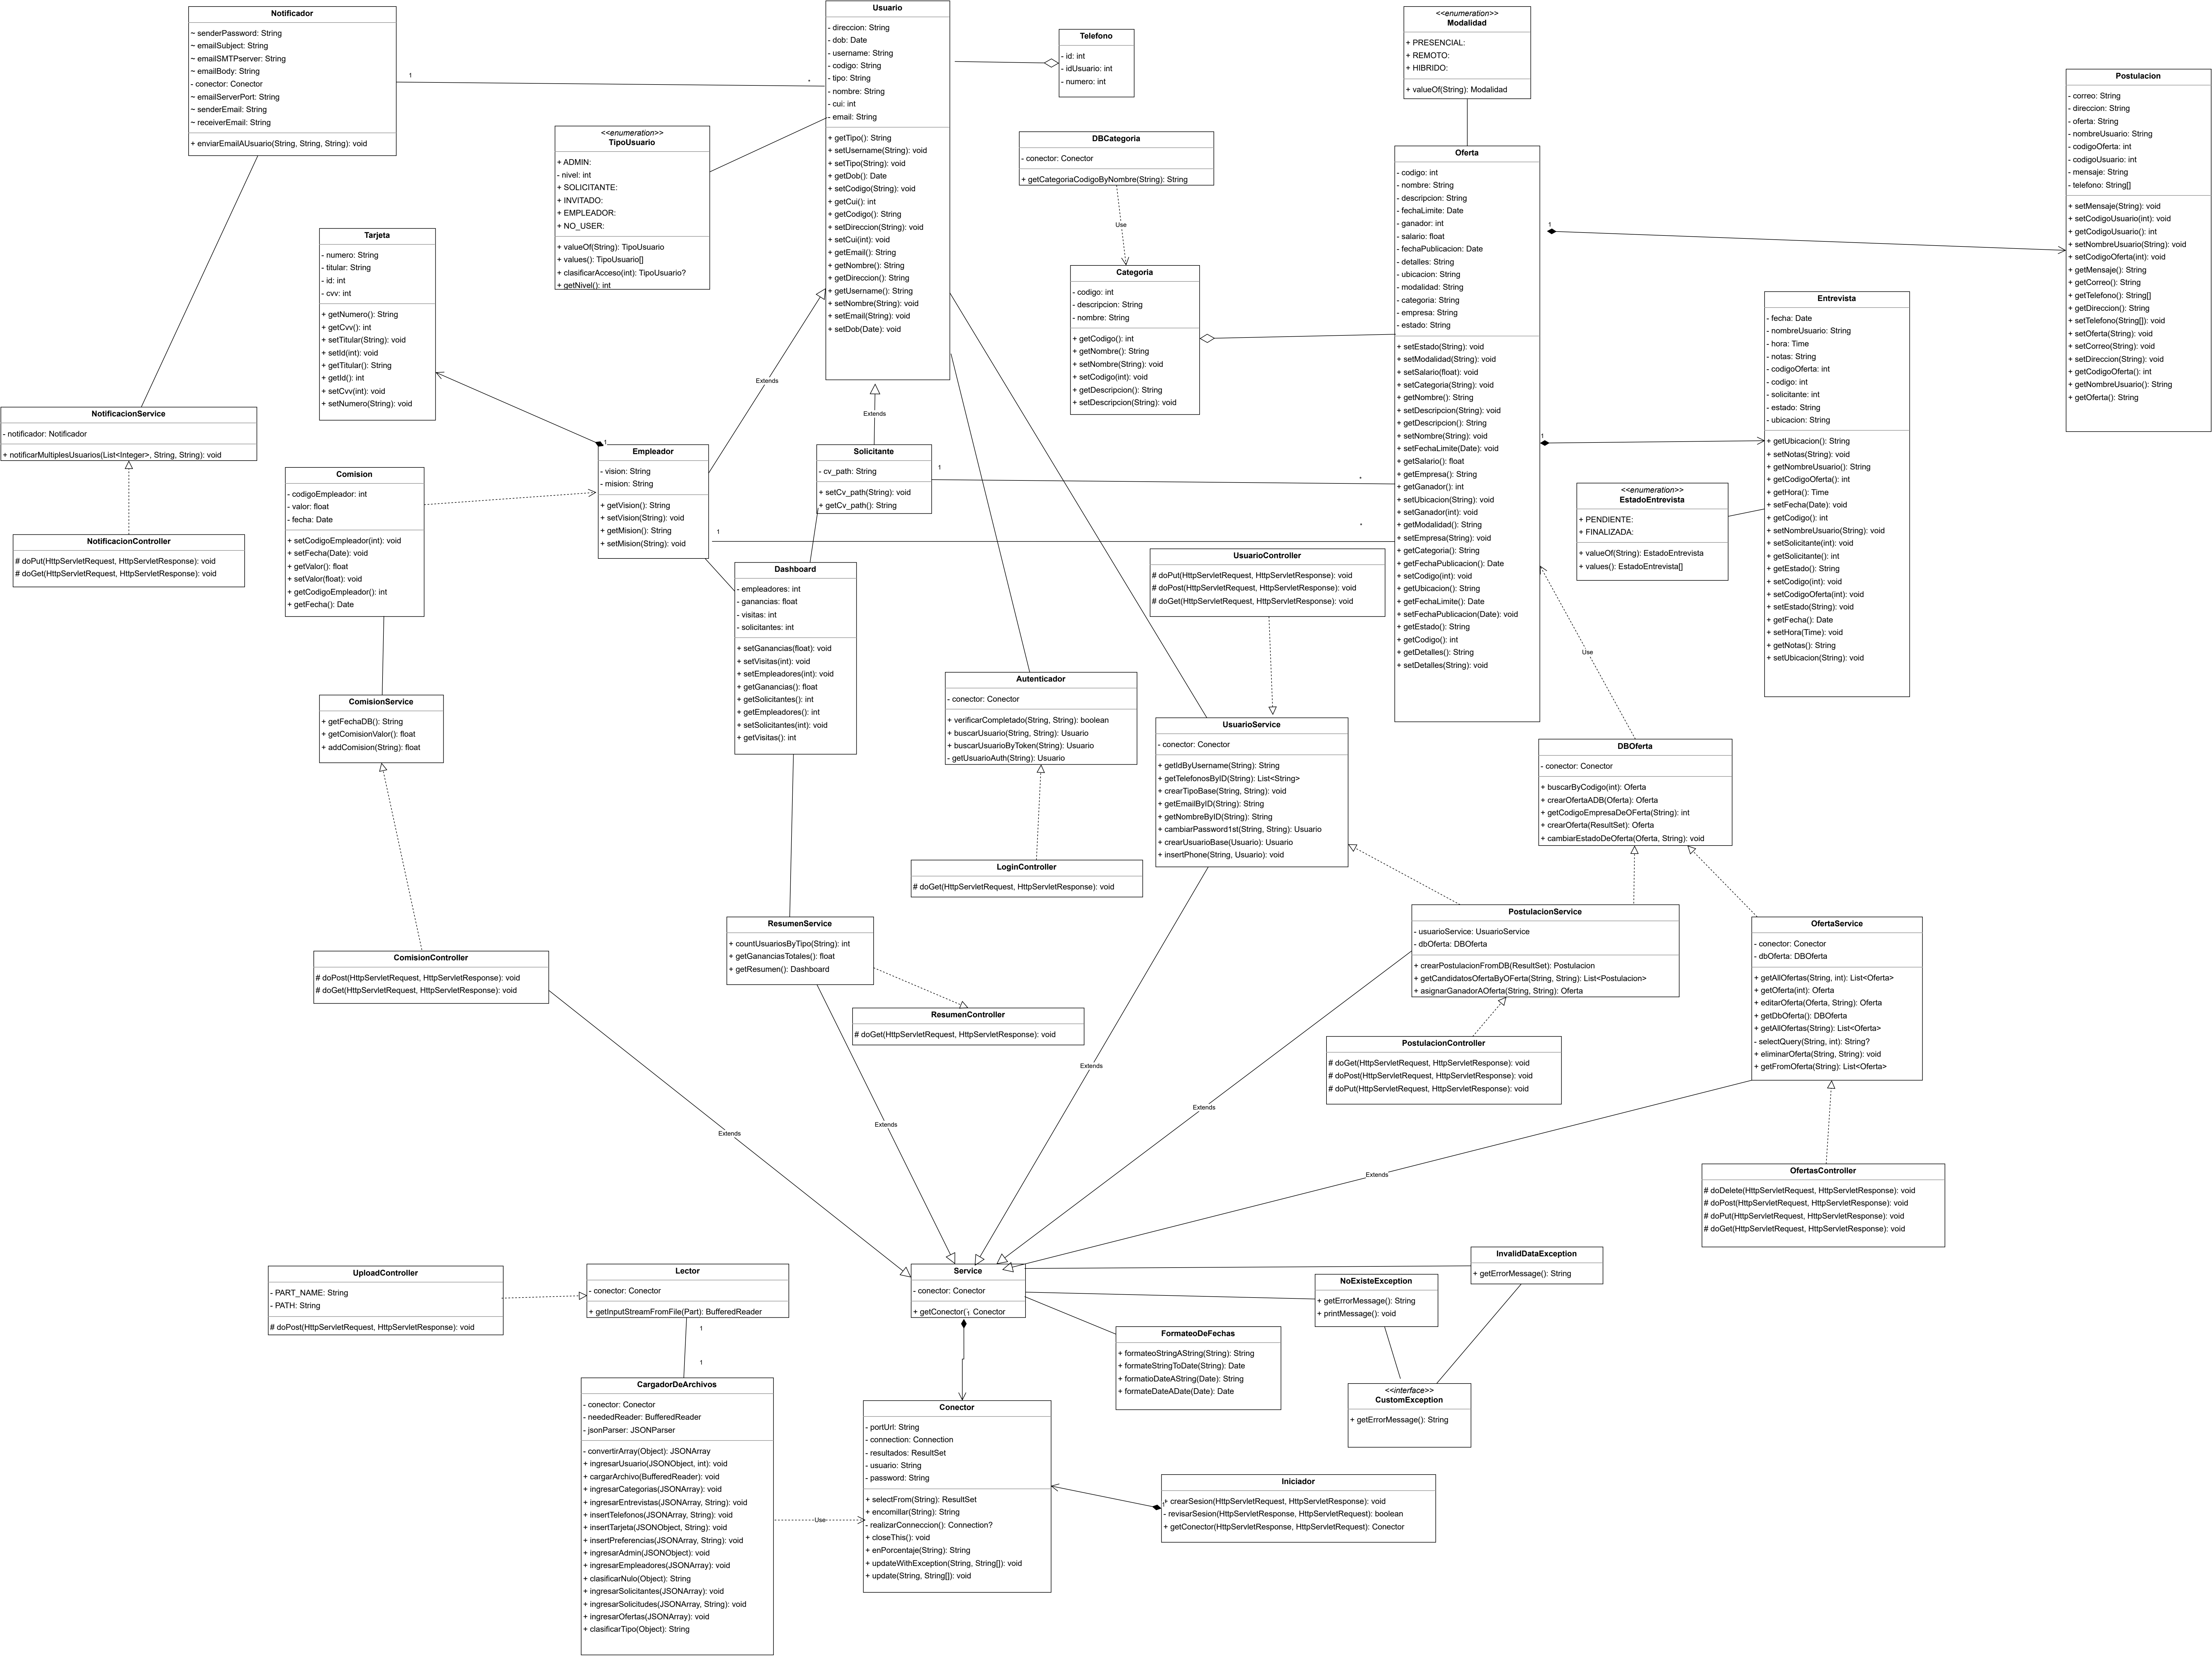 Notificador
~ senderPassword: String
~ emailSubject: String
~ emailSMTPserver: String
~ emailBody: String
- conector: Conector
~ emailServerPort: String
~ senderEmail: String
~ receiverEmail: String
+ enviarEmailAUsuario(String, String, String): void
1
*
Usuario
- direccion: String
- dob: Date
- username: String
- codigo: String
- tipo: String
- nombre: String
- cui: int
- email: String
+ getTipo(): String
+ setUsername(String): void
+ setTipo(String): void
+ getDob(): Date
+ setCodigo(String): void
+ getCui(): int
+ getCodigo(): String
+ setDireccion(String): void
+ setCui(int): void
+ getEmail(): String
+ getNombre(): String
+ getDireccion(): String
+ getUsername(): String
+ setNombre(String): void
+ setEmail(String): void
+ setDob(Date): void
Telefono
- id: int
- idUsuario: int
- numero: int
<<enumeration>>
Modalidad
+ PRESENCIAL:
+ REMOTO:
+ HIBRIDO:
+ valueOf(String): Modalidad
Postulacion
- correo: String
- direccion: String
- oferta: String
- nombreUsuario: String
- codigoOferta: int
- codigoUsuario: int
- mensaje: String
- telefono: String[]
+ setMensaje(String): void
+ setCodigoUsuario(int): void
+ getCodigoUsuario(): int
+ setNombreUsuario(String): void
+ setCodigoOferta(int): void
+ getMensaje(): String
+ getCorreo(): String
+ getTelefono(): String[]
+ getDireccion(): String
+ setTelefono(String[]): void
+ setOferta(String): void
+ setCorreo(String): void
+ setDireccion(String): void
+ getCodigoOferta(): int
+ getNombreUsuario(): String
+ getOferta(): String
<<enumeration>>
TipoUsuario
+ ADMIN:
- nivel: int
+ SOLICITANTE:
+ INVITADO:
+ EMPLEADOR:
+ NO_USER:
+ valueOf(String): TipoUsuario
+ values(): TipoUsuario[]
+ clasificarAcceso(int): TipoUsuario?
+ getNivel(): int
DBCategoria
- conector: Conector
+ getCategoriaCodigoByNombre(String): String
Use
Categoria
- codigo: int
- descripcion: String
- nombre: String
+ getCodigo(): int
+ getNombre(): String
+ setNombre(String): void
+ setCodigo(int): void
+ getDescripcion(): String
+ setDescripcion(String): void
Oferta
- codigo: int
- nombre: String
- descripcion: String
- fechaLimite: Date
- ganador: int
- salario: float
- fechaPublicacion: Date
- detalles: String
- ubicacion: String
- modalidad: String
- categoria: String
- empresa: String
- estado: String
+ setEstado(String): void
+ setModalidad(String): void
+ setSalario(float): void
+ setCategoria(String): void
+ getNombre(): String
+ setDescripcion(String): void
+ getDescripcion(): String
+ setNombre(String): void
+ setFechaLimite(Date): void
+ getSalario(): float
+ getEmpresa(): String
+ getGanador(): int
+ setUbicacion(String): void
+ setGanador(int): void
+ getModalidad(): String
+ setEmpresa(String): void
+ getCategoria(): String
+ getFechaPublicacion(): Date
+ setCodigo(int): void
+ getUbicacion(): String
+ getFechaLimite(): Date
+ setFechaPublicacion(Date): void
+ getEstado(): String
+ getCodigo(): int
+ getDetalles(): String
+ setDetalles(String): void
1
1
Entrevista
- fecha: Date
- nombreUsuario: String
- hora: Time
- notas: String
- codigoOferta: int
- codigo: int
- solicitante: int
- estado: String
- ubicacion: String
+ getUbicacion(): String
+ setNotas(String): void
+ getNombreUsuario(): String
+ getCodigoOferta(): int
+ getHora(): Time
+ setFecha(Date): void
+ getCodigo(): int
+ setNombreUsuario(String): void
+ setSolicitante(int): void
+ getSolicitante(): int
+ getEstado(): String
+ setCodigo(int): void
+ setCodigoOferta(int): void
+ setEstado(String): void
+ getFecha(): Date
+ setHora(Time): void
+ getNotas(): String
+ setUbicacion(String): void
<<enumeration>>
EstadoEntrevista
+ PENDIENTE:
+ FINALIZADA:
+ valueOf(String): EstadoEntrevista
+ values(): EstadoEntrevista[]
Tarjeta
- numero: String
- titular: String
- id: int
- cvv: int
+ getNumero(): String
+ getCvv(): int
+ setTitular(String): void
+ setId(int): void
+ getTitular(): String
+ getId(): int
+ setCvv(int): void
+ setNumero(String): void
Extends
Extends
NotificacionService
- notificador: Notificador
+ notificarMultiplesUsuarios(List<Integer>, String, String): void
NotificacionController
# doPut(HttpServletRequest, HttpServletResponse): void
# doGet(HttpServletRequest, HttpServletResponse): void
Comision
- codigoEmpleador: int
- valor: float
- fecha: Date
+ setCodigoEmpleador(int): void
+ setFecha(Date): void
+ getValor(): float
+ setValor(float): void
+ getCodigoEmpleador(): int
+ getFecha(): Date
1
Empleador
- vision: String
- mision: String
+ getVision(): String
+ setVision(String): void
+ getMision(): String
+ setMision(String): void
Solicitante
- cv_path: String
+ setCv_path(String): void
+ getCv_path(): String
1
*
1
*
Dashboard
- empleadores: int
- ganancias: float
- visitas: int
- solicitantes: int
+ setGanancias(float): void
+ setVisitas(int): void
+ setEmpleadores(int): void
+ getGanancias(): float
+ getSolicitantes(): int
+ getEmpleadores(): int
+ setSolicitantes(int): void
+ getVisitas(): int
UsuarioController
# doPut(HttpServletRequest, HttpServletResponse): void
# doPost(HttpServletRequest, HttpServletResponse): void
# doGet(HttpServletRequest, HttpServletResponse): void
Use
ComisionService
+ getFechaDB(): String
+ getComisionValor(): float
+ addComision(String): float
Autenticador
- conector: Conector
+ verificarCompletado(String, String): boolean
+ buscarUsuario(String, String): Usuario
+ buscarUsuarioByToken(String): Usuario
- getUsuarioAuth(String): Usuario
UsuarioService
- conector: Conector
+ getIdByUsername(String): String
+ getTelefonosByID(String): List<String>
+ crearTipoBase(String, String): void
+ getEmailByID(String): String
+ getNombreByID(String): String
+ cambiarPassword1st(String, String): Usuario
+ crearUsuarioBase(Usuario): Usuario
+ insertPhone(String, Usuario): void
DBOferta
- conector: Conector
+ buscarByCodigo(int): Oferta
+ crearOfertaADB(Oferta): Oferta
+ getCodigoEmpresaDeOFerta(String): int
+ crearOferta(ResultSet): Oferta
+ cambiarEstadoDeOferta(Oferta, String): void
LoginController
# doGet(HttpServletRequest, HttpServletResponse): void
ResumenService
+ countUsuariosByTipo(String): int
+ getGananciasTotales(): float
+ getResumen(): Dashboard
PostulacionService
- usuarioService: UsuarioService
- dbOferta: DBOferta
+ crearPostulacionFromDB(ResultSet): Postulacion
+ getCandidatosOfertaByOFerta(String, String): List<Postulacion>
+ asignarGanadorAOferta(String, String): Oferta
OfertaService
- conector: Conector
- dbOferta: DBOferta
+ getAllOfertas(String, int): List<Oferta>
+ getOferta(int): Oferta
+ editarOferta(Oferta, String): Oferta
+ getDbOferta(): DBOferta
+ getAllOfertas(String): List<Oferta>
- selectQuery(String, int): String?
+ eliminarOferta(String, String): void
+ getFromOferta(String): List<Oferta>
ComisionController
# doPost(HttpServletRequest, HttpServletResponse): void
# doGet(HttpServletRequest, HttpServletResponse): void
ResumenController
# doGet(HttpServletRequest, HttpServletResponse): void
PostulacionController
# doGet(HttpServletRequest, HttpServletResponse): void
# doPost(HttpServletRequest, HttpServletResponse): void
# doPut(HttpServletRequest, HttpServletResponse): void
Extends
Extends
Extends
Extends
Extends
OfertasController
# doDelete(HttpServletRequest, HttpServletResponse): void
# doPost(HttpServletRequest, HttpServletResponse): void
# doPut(HttpServletRequest, HttpServletResponse): void
# doGet(HttpServletRequest, HttpServletResponse): void
UploadController
- PART_NAME: String
- PATH: String
# doPost(HttpServletRequest, HttpServletResponse): void
Lector
- conector: Conector
+ getInputStreamFromFile(Part): BufferedReader
1
1
Service
- conector: Conector
+ getConector(): Conector
1
InvalidDataException
+ getErrorMessage(): String
NoExisteException
+ getErrorMessage(): String
+ printMessage(): void
FormateoDeFechas
+ formateoStringAString(String): String
+ formateStringToDate(String): Date
+ formatioDateAString(Date): String
+ formateDateADate(Date): Date
<<interface>>
CustomException
+ getErrorMessage(): String
CargadorDeArchivos
- conector: Conector
- neededReader: BufferedReader
- jsonParser: JSONParser
- convertirArray(Object): JSONArray
+ ingresarUsuario(JSONObject, int): void
+ cargarArchivo(BufferedReader): void
+ ingresarCategorias(JSONArray): void
+ ingresarEntrevistas(JSONArray, String): void
+ insertTelefonos(JSONArray, String): void
+ insertTarjeta(JSONObject, String): void
+ insertPreferencias(JSONArray, String): void
+ ingresarAdmin(JSONObject): void
+ ingresarEmpleadores(JSONArray): void
+ clasificarNulo(Object): String
+ ingresarSolicitantes(JSONArray): void
+ ingresarSolicitudes(JSONArray, String): void
+ ingresarOfertas(JSONArray): void
+ clasificarTipo(Object): String
Use
Conector
- portUrl: String
- connection: Connection
- resultados: ResultSet
- usuario: String
- password: String
+ selectFrom(String): ResultSet
+ encomillar(String): String
- realizarConneccion(): Connection?
+ closeThis(): void
+ enPorcentaje(String): String
+ updateWithException(String, String[]): void
+ update(String, String[]): void
Iniciador
1
+ crearSesion(HttpServletRequest, HttpServletResponse): void
- revisarSesion(HttpServletResponse, HttpServletRequest): boolean
+ getConector(HttpServletResponse, HttpServletRequest): Conector